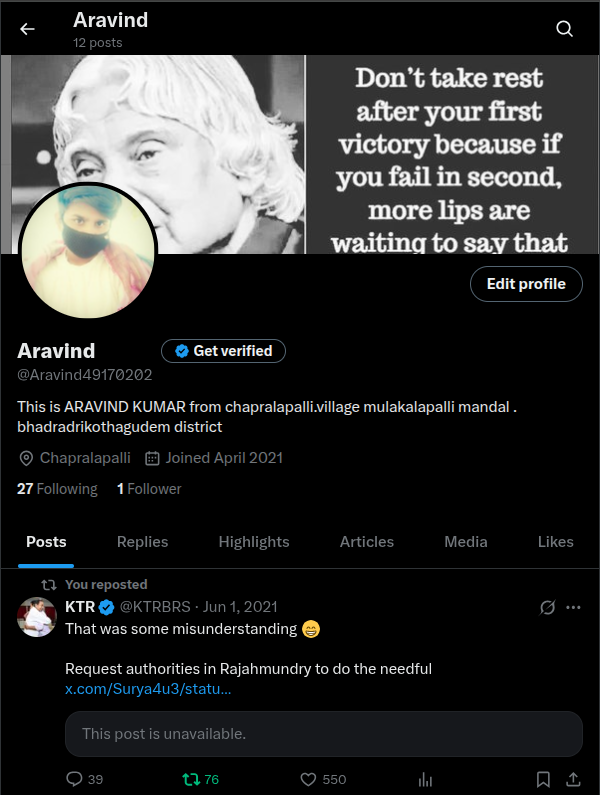 Aravind
12 posts
Don't take rest
after your first
victory because if
you fail in second,
more lips are
waiting to say that
Edit profile
Aravind
Get verified
@Aravind49170202
This is ARAVIND KUMAR from chapralapalli.village mulakalapalli mandal .
bhadradrikothagudem district
Chapralapalli Joined April 2021
27 Following 1 Follower
Posts Replies Highlights Articles Media Likes
You reposted
KTR @KTRBRS · Jun 1, 2021
That was some misunderstanding 😁
Request authorities in Rajahmundry to do the needful
x.com/Surya4u3/statu...
This post is unavailable.
39 76 550